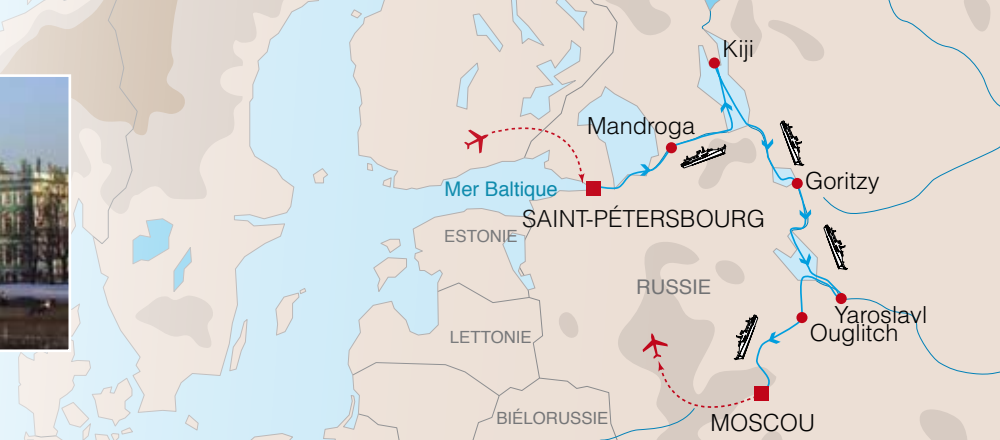 Kiji
Mandroga
Goritzy
Mer Baltique
SAINT-PÉTERSBOURG
ESTONIE
RUSSIE
Yaroslavl
Ouglitch
LETTONIE
BIÉLORUSSIE
MOSCOU